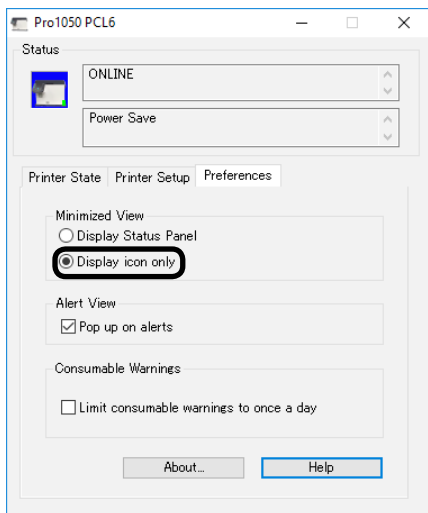 Pro1050 PCL6
Status
ONLINE
Power Save
Printer State Printer Setup Preferences
Minimized View
Display Status Panel
Display icon only
Alert View
Pop up on alerts
Consumable Warnings
Limit consumable warnings to once a day
About... Help